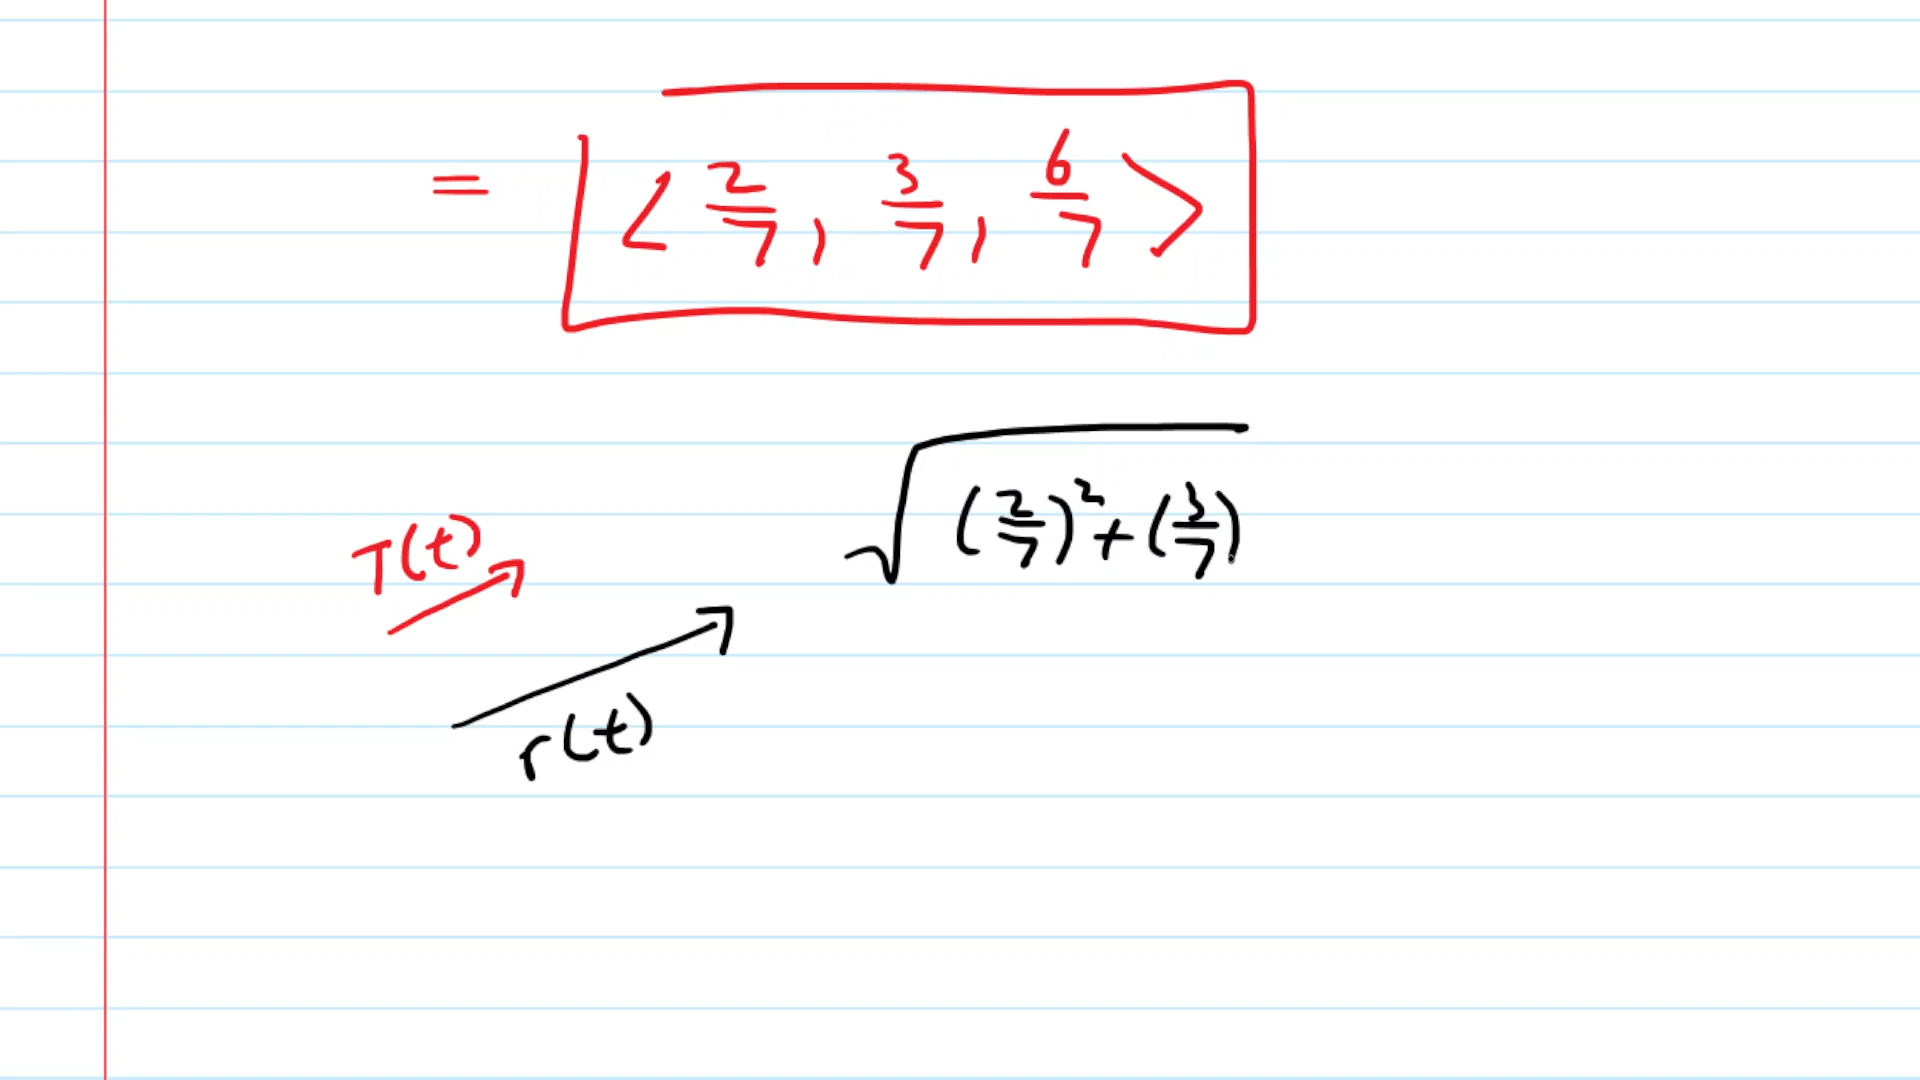 = < 2/7, 3/7, 6/7 >
√ (2/7)² + (3/7)
T(t)
r(t)